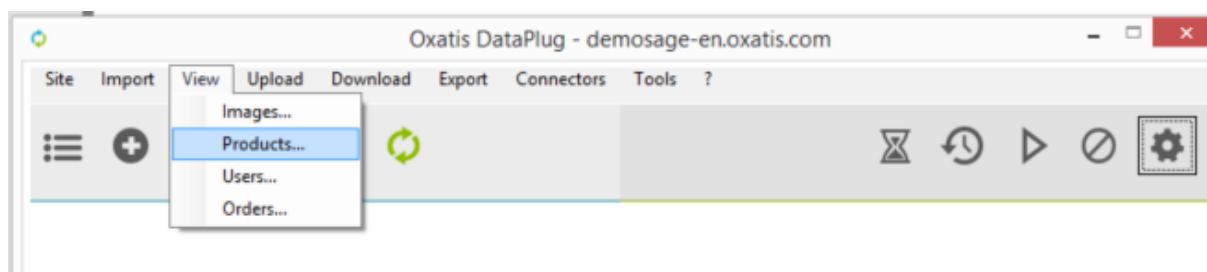 Oxatis DataPlug - demosage-en.oxatis.com
Site Import View Upload Download Export Connectors Tools ?
Images...
Products...
Users...
Orders...